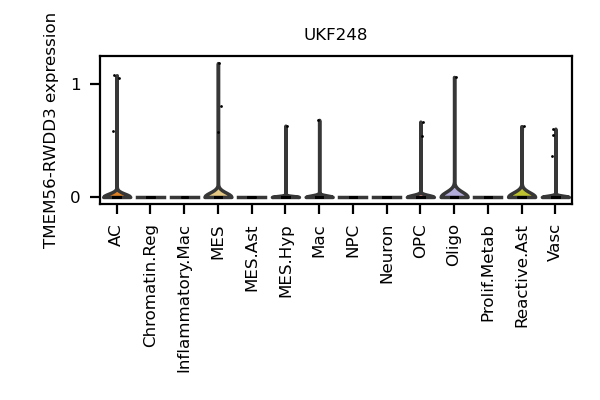 UKF248
TMEM56-RWDD3 expression
1
0
AC
Chromatin.Reg
Inflammatory.Mac
MES
MES.Ast
MES.Hyp
Mac
NPC
Neuron
OPC
Oligo
Prolif.Metab
Reactive.Ast
Vasc